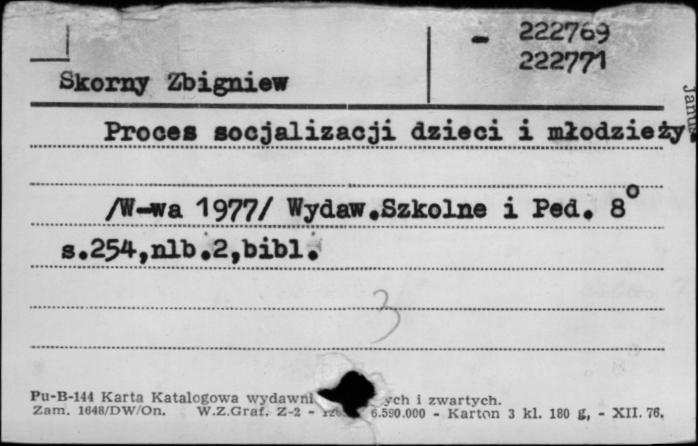 - 222769
222771
Skorny Zbigniew
Proces socjalizacji dzieci i młodzieży.
/W-wa 1977/ Wydaw.Szkolne i Ped. 8°
s.254,nlb.2,bibl.
3
Pu-B-144 Karta Katalogowa wydawni ych i zwartych.
Zam. 1648/DW/On. W.Z.Graf. Z-2 - 6.590.000 - Karton 3 kl. 180 g, - XII. 76.